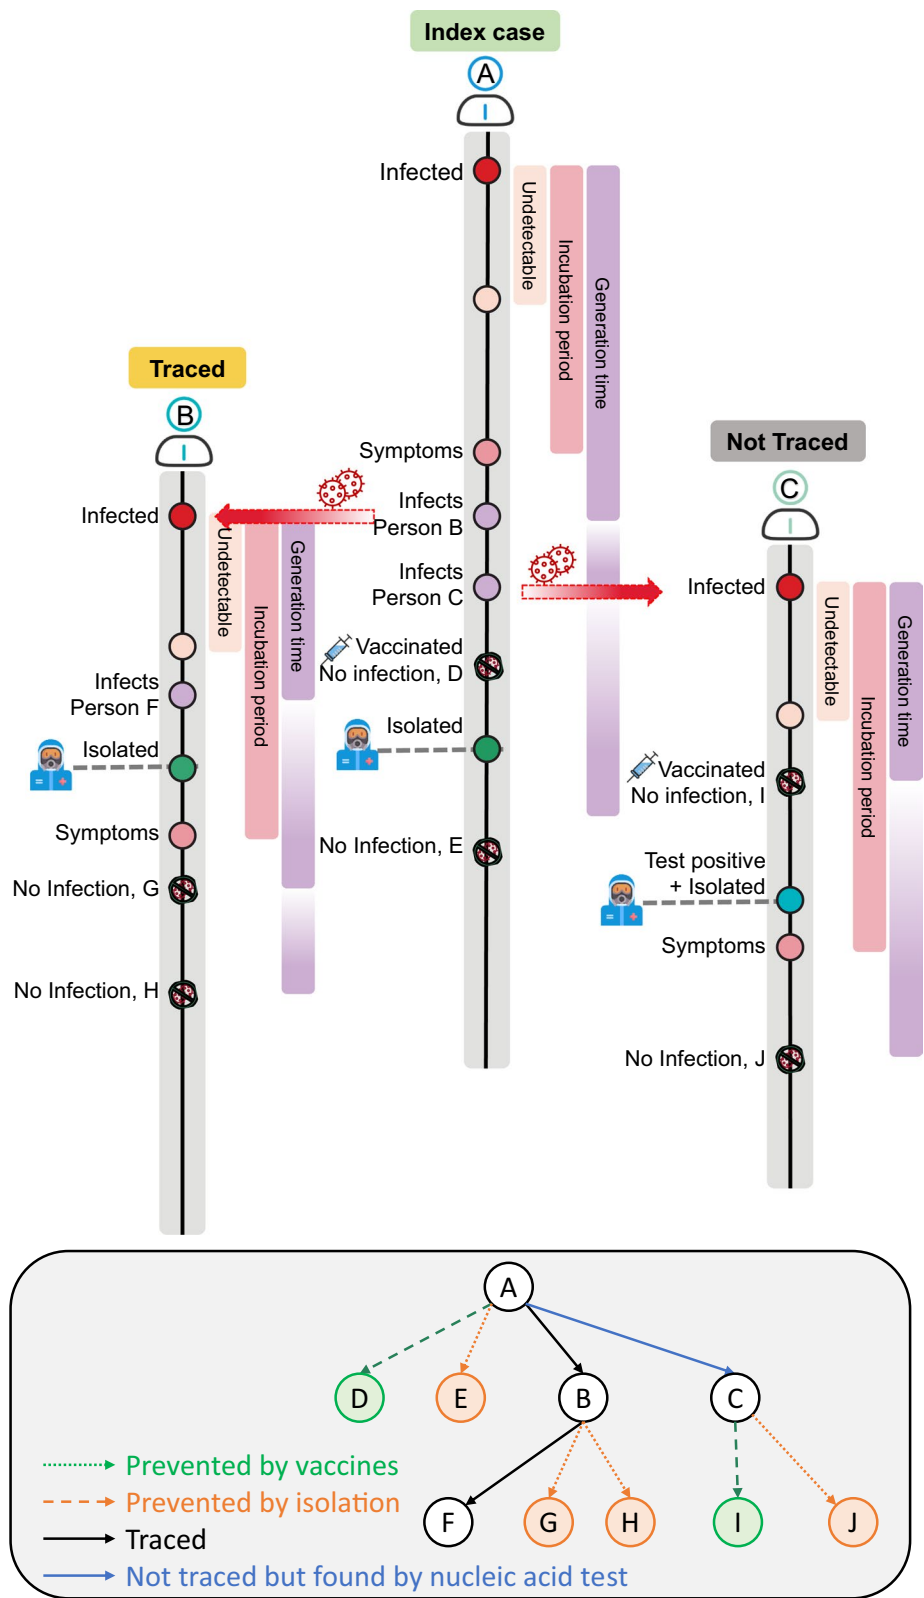 Index case
A
Infected
Undetectable
Incubation period
Generation time
Symptoms
Infects
Person B
Infects
Person C
Vaccinated
No infection, D
Isolated
No Infection, E
Traced
B
Infected
Undetectable
Incubation period
Generation time
Infects
Person F
Isolated
Symptoms
No Infection, G
No Infection, H
Not Traced
C
Infected
Undetectable
Incubation period
Generation time
Vaccinated
No infection, I
Test positive
+ Isolated
Symptoms
No Infection, J
A
D E B C
F G H I J
Prevented by vaccines
Prevented by isolation
Traced
Not traced but found by nucleic acid test